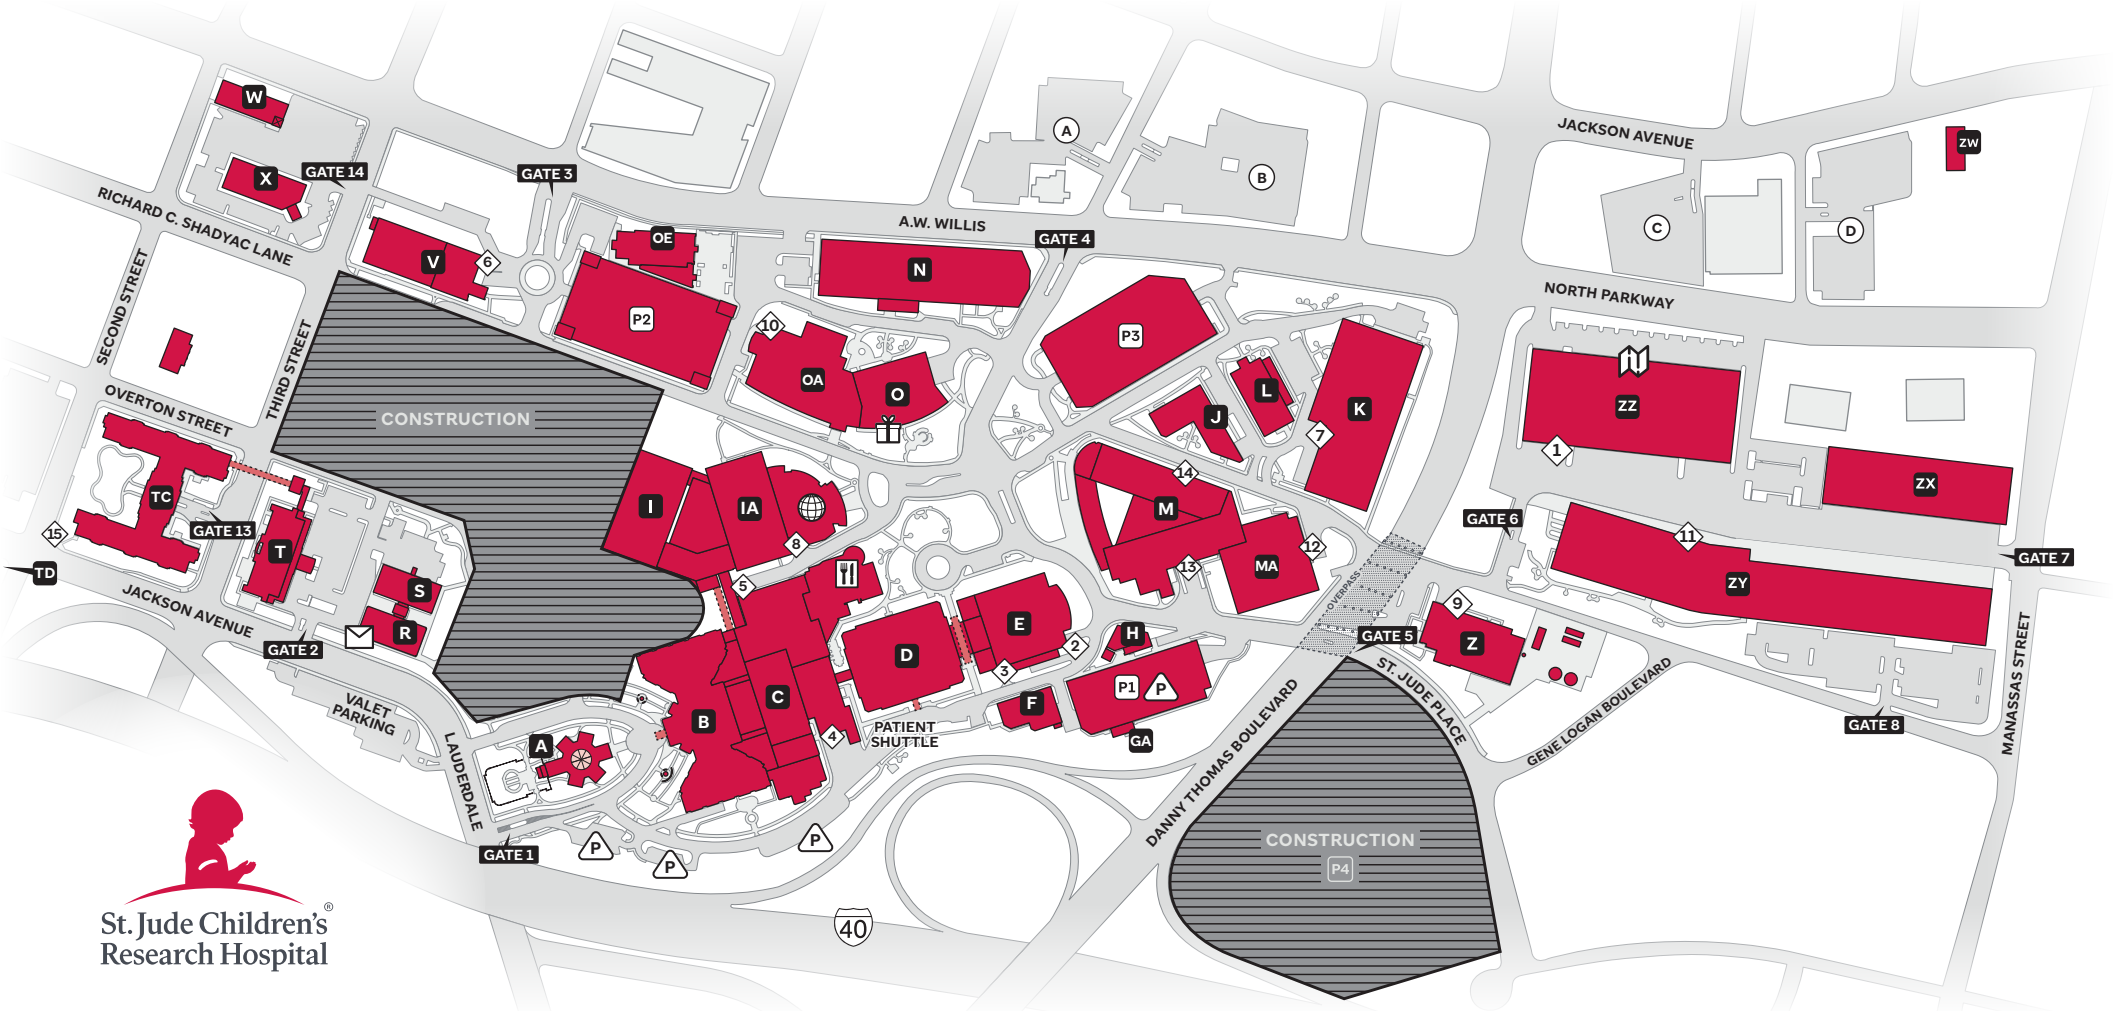 W
X
GATE 14
GATE 3
A
B
JACKSON AVENUE
ZW
RICHARD C. SHADYAC LANE
V
6
OE
A.W. WILLIS
GATE 4
N
C
D
NORTH PARKWAY
SECOND STREET
THIRD STREET
P2
10
OA
O
P3
L
J
K
7
ZZ
1
ZX
OVERTON STREET
CONSTRUCTION
TC
GATE 13
T
15
TD
S
R
JACKSON AVENUE
GATE 2
I
IA
8
5
14
M
13
MA
12
GATE 6
11
ZY
GATE 7
OVERPASS
9
Z
GATE 5
ST. JUDE PLACE
GENE LOGAN BOULEVARD
GATE 8
MANASSAS STREET
E
2
3
H
D
P1
P
F
GA
C
B
4
PATIENT
SHUTTLE
VALET
PARKING
LAUDERDALE
A
GATE 1
P
P
P
DANNY THOMAS BOULEVARD
CONSTRUCTION
P4
40
St. Jude Children's®
Research Hospital